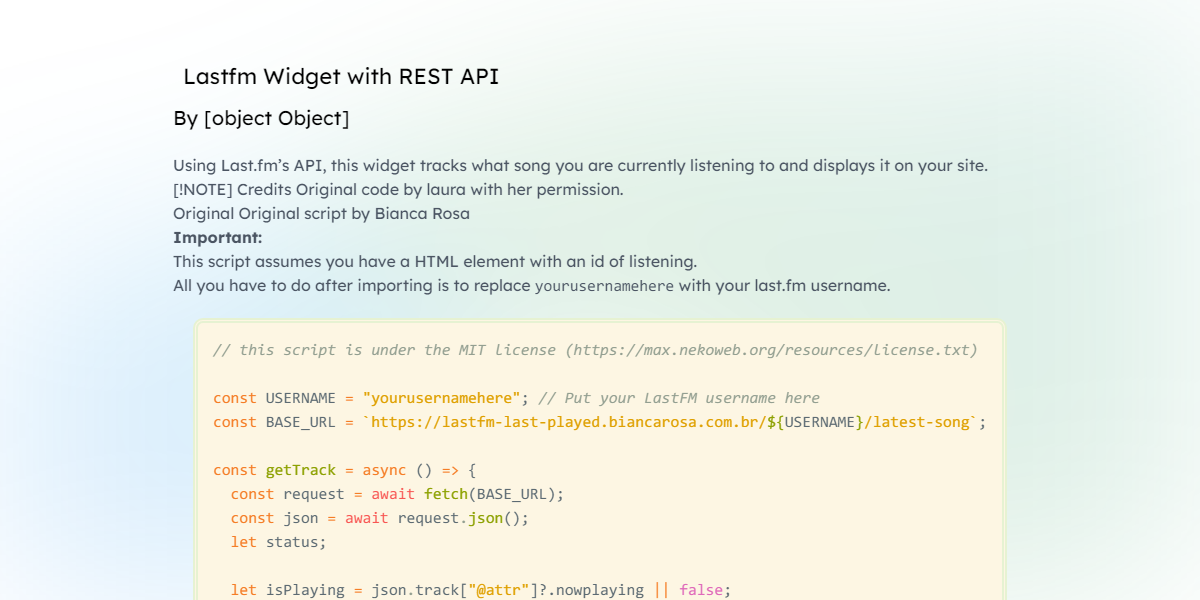 Lastfm Widget with REST API
By [object Object]
Using Last.fm’s API, this widget tracks what song you are currently listening to and displays it on your site.
[!NOTE] Credits Original code by laura with her permission.
Original Original script by Bianca Rosa
Important:
This script assumes you have a HTML element with an id of listening.
All you have to do after importing is to replace yourusernamehere with your last.fm username.
// this script is under the MIT license (https://max.nekoweb.org/resources/license.txt)
const USERNAME = "yourusernamehere"; // Put your LastFM username here
const BASE_URL = `https://lastfm-last-played.biancarosa.com.br/${USERNAME}/latest-song`;
const getTrack = async () => {
  const request = await fetch(BASE_URL);
  const json = await request.json();
  let status;
  let isPlaying = json.track["@attr"]?.nowplaying || false;